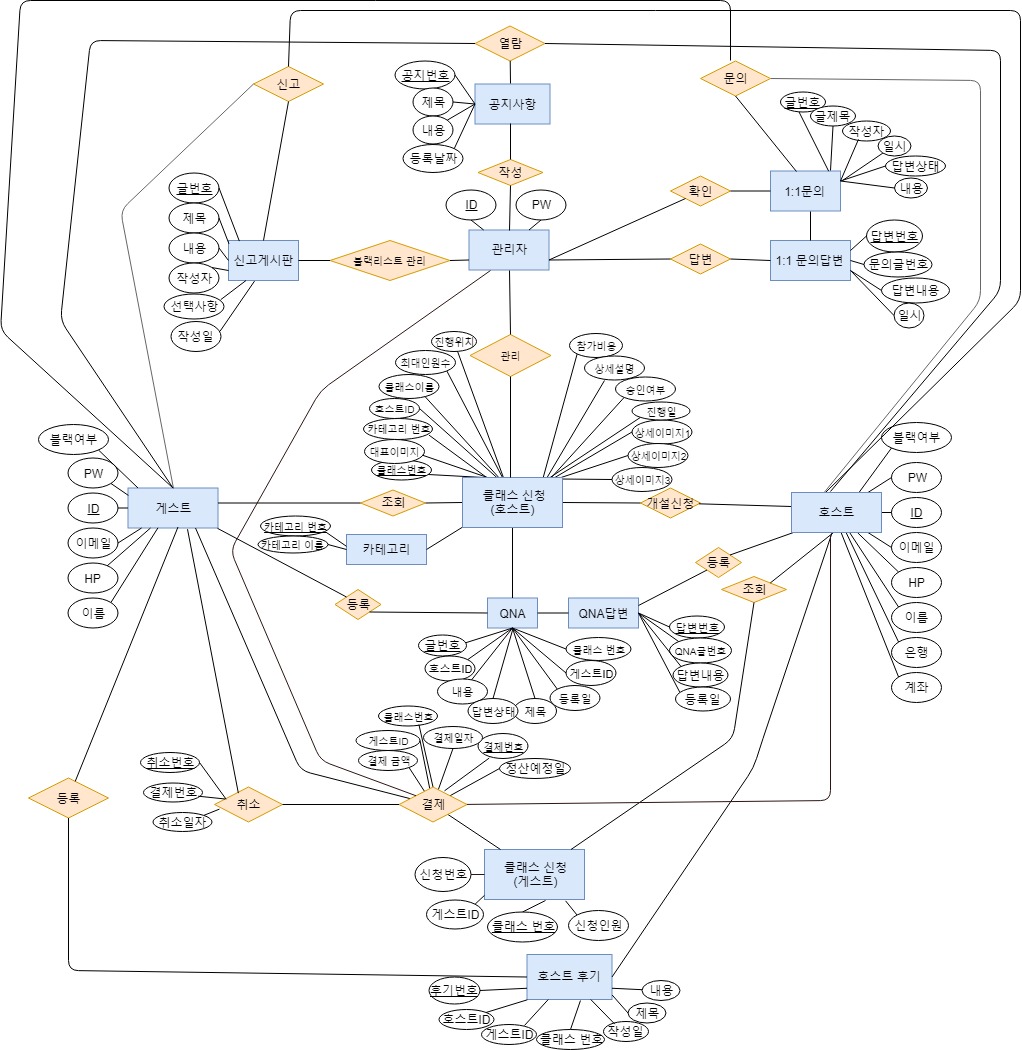 열람
신고
문의
공지번호
제목
내용
등록날짜
공지사항
글번호
글제목
작성자
일시
답변상태
내용
작성
확인
1:1문의
글번호
제목
내용
작성자
선택사항
작성일
신고게시판
블랙리스트 관리
ID
PW
관리자
답변
1:1 문의답변
답변번호
문의글번호
답변내용
일시
관리
진행위치
최대인원수
클래스이름
호스트ID
카테고리 번호
대표이미지
클래스번호
참가비용
상세설명
승인여부
진행일
상세이미지1
상세이미지2
상세이미지3
블랙여부
PW
ID
이메일
HP
이름
게스트
조회
클래스 신청
(호스트)
개설신청
호스트
블랙여부
PW
ID
이메일
HP
이름
은행
계좌
카테고리 번호
카테고리 이름
카테고리
등록
조회
등록
QNA
QNA답변
글번호
호스트ID
내용
답변상태
제목
등록일
게스트ID
클래스 번호
답변번호
QNA글번호
답변내용
등록일
클래스번호
게스트ID
결제 금액
결제일자
결제번호
정산예정일
취소번호
결제번호
취소일자
등록
취소
결제
클래스 신청
(게스트)
신청번호
게스트ID
클래스 번호
신청인원
호스트 후기
후기번호
호스트ID
게스트ID
클래스 번호
작성일
제목
내용